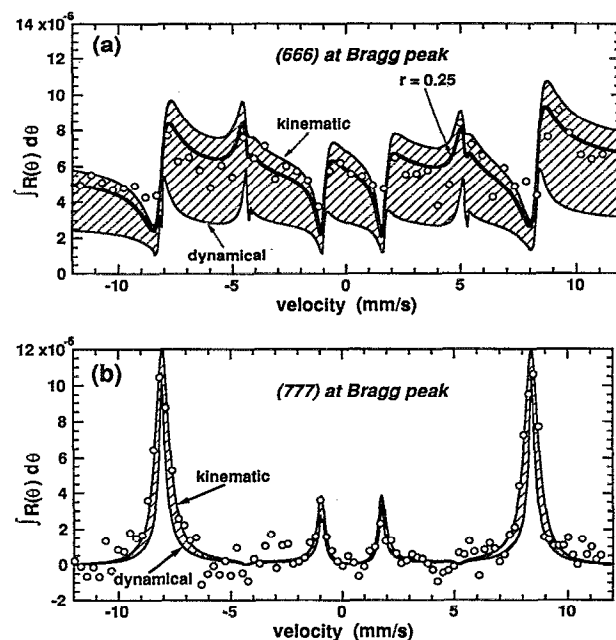 14 x10⁻⁶
(a)
(666) at Bragg peak
r = 0.25
kinematic
dynamical
12
10
8
6
4
2
0
∫ R(θ) dθ
-10
-5
0
5
10
velocity (mm/s)
12 x10⁻⁶
(b)
(777) at Bragg peak
kinematic
dynamical
10
8
6
4
2
0
-2
∫ R(θ) dθ
-10
-5
0
5
10
velocity (mm/s)